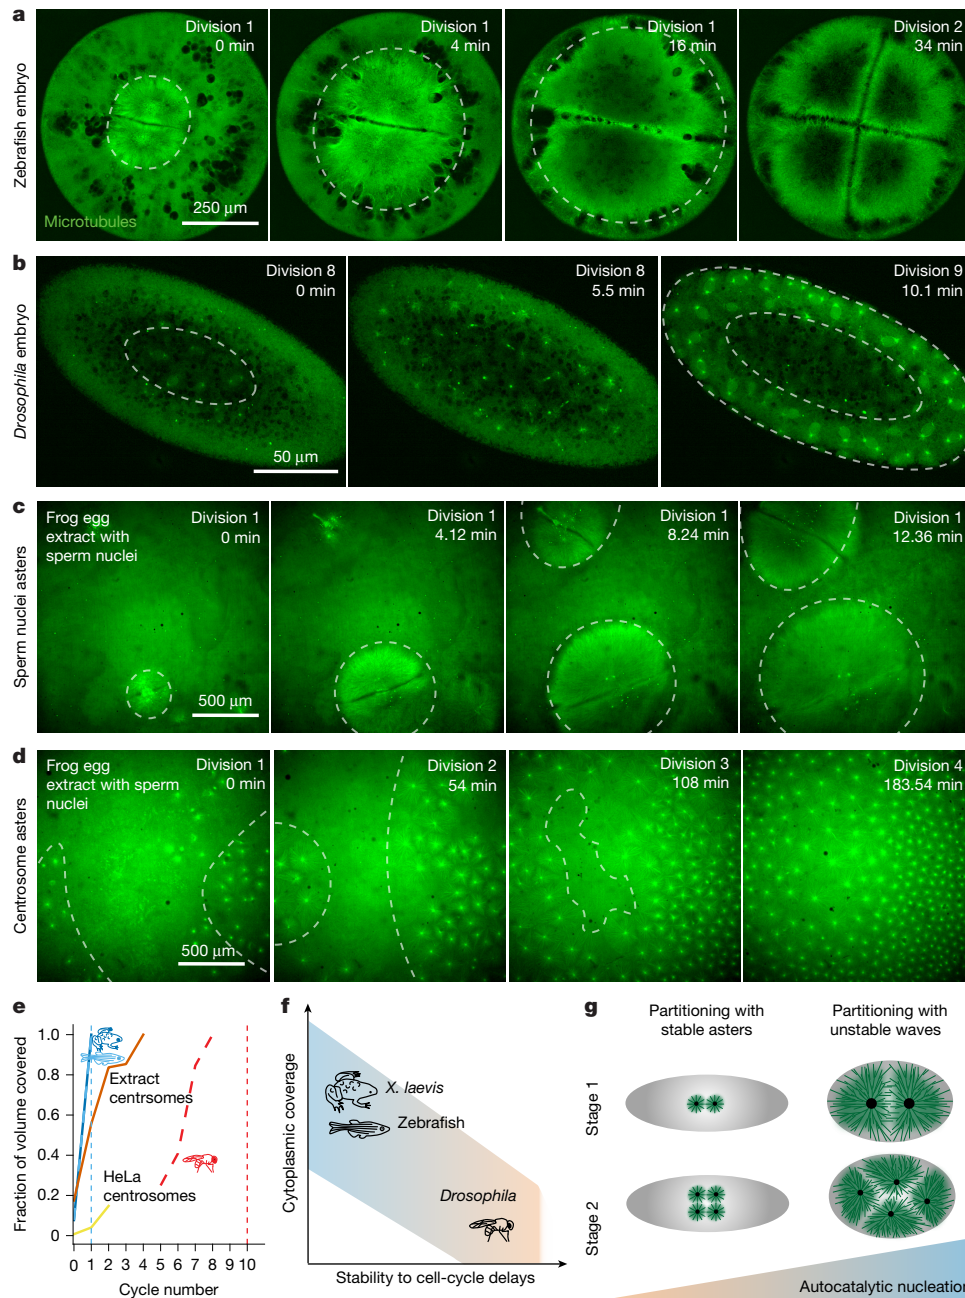 a
Zebrafish embryo
Division 1
0 min
Microtubules
250 μm
Division 1
4 min
Division 1
16 min
Division 2
34 min
b
Drosophila embryo
Division 8
0 min
50 μm
Division 8
5.5 min
Division 9
10.1 min
c
Sperm nuclei asters
Frog egg
extract with
sperm nuclei
Division 1
0 min
500 μm
Division 1
4.12 min
Division 1
8.24 min
Division 1
12.36 min
d
Centrosome asters
Frog egg
extract with sperm
nuclei
Division 1
0 min
500 μm
Division 2
54 min
Division 3
108 min
Division 4
183.54 min
e
Fraction of volume covered
1.0
0.8
0.6
0.4
0.2
0
Extract
centrsomes
HeLa
centrosomes
0 1 2 3 4 5 6 7 8 9 10
Cycle number
f
Cytoplasmic coverage
X. laevis
Zebrafish
Drosophila
Stability to cell-cycle delays
g
Partitioning with
stable asters
Partitioning with
unstable waves
Stage 1
Stage 2
Autocatalytic nucleation